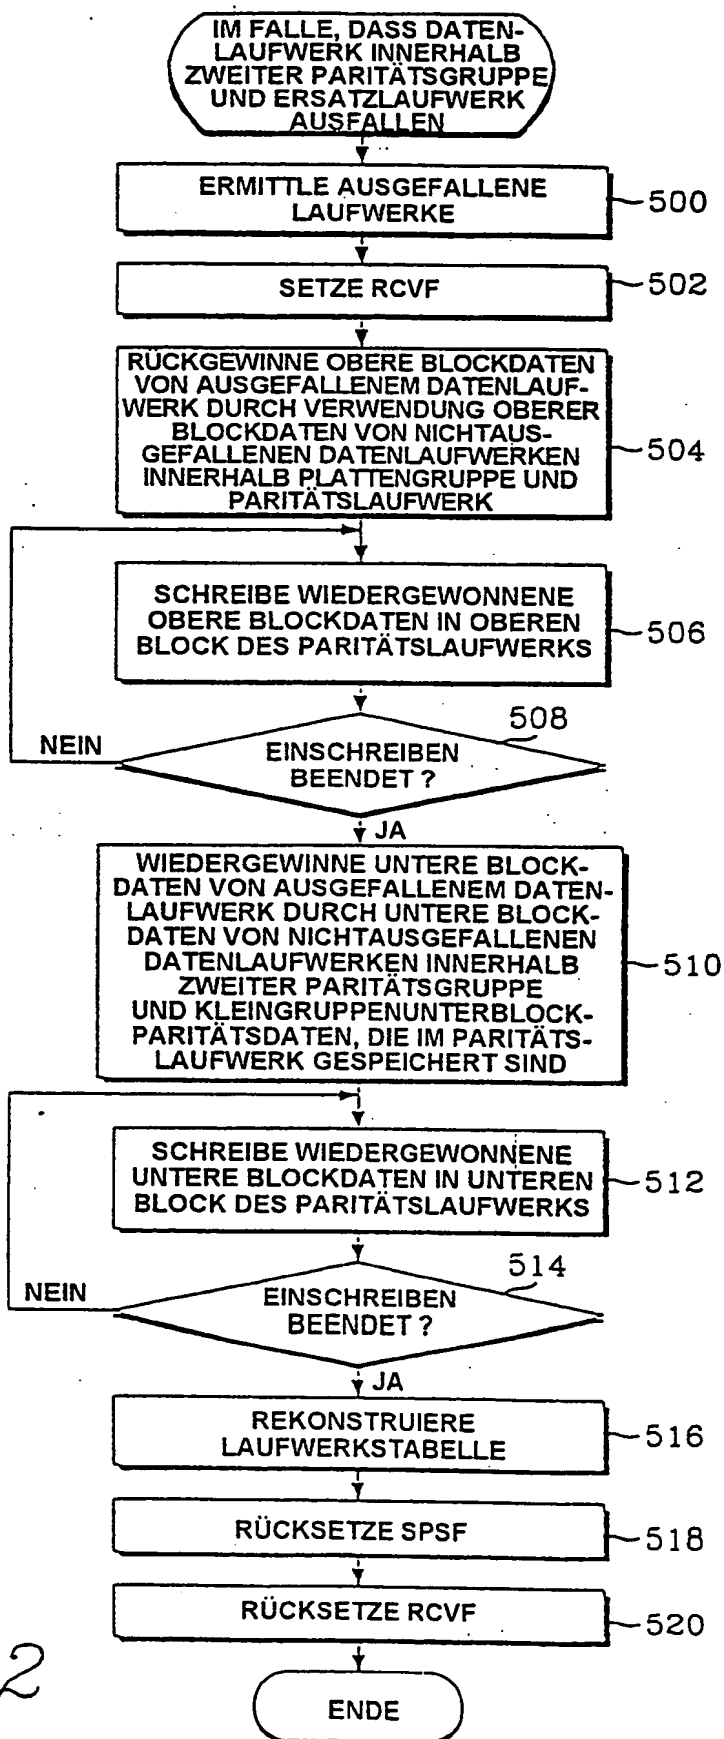 IM FALLE, DASS DATEN-
LAUFWERK INNERHALB
ZWEITER PARITÄTSGRUPPE
UND ERSATZLAUFWERK
AUSFALLEN
ERMITTLE AUSGEFALLENE
LAUFWERKE
500
SETZE RCVF
502
RÜCKGEWINNE OBERE BLOCKDATEN
VON AUSGEFALLENEM DATENLAUF-
WERK DURCH VERWENDUNG OBERER
BLOCKDATEN VON NICHTAUS-
GEFALLENEN DATENLAUFWERKEN
INNERHALB PLATTENGRUPPE UND
PARITÄTSLAUFWERK
504
SCHREIBE WIEDERGEWONNENE
OBERE BLOCKDATEN IN OBEREN
BLOCK DES PARITÄTSLAUFWERKS
506
508
NEIN
EINSCHREIBEN
BEENDET ?
JA
WIEDERGEWINNE UNTERE BLOCK-
DATEN VON AUSGEFALLENEM DATEN-
LAUFWERK DURCH UNTERE BLOCK-
DATEN VON NICHTAUSGEFALLENEN
DATENLAUFWERKEN INNERHALB
ZWEITER PARITÄTSGRUPPE
UND KLEINGRUPPENUNTERBLOCK-
PARITÄTSDATEN, DIE IM PARITÄTS-
LAUFWERK GESPEICHERT SIND
510
SCHREIBE WIEDERGEWONNENE
UNTERE BLOCKDATEN IN UNTEREN
BLOCK DES PARITÄTSLAUFWERKS
512
514
NEIN
EINSCHREIBEN
BEENDET ?
JA
REKONSTRUIERE
LAUFWERKSTABELLE
516
RÜCKSETZE SPSF
518
RÜCKSETZE RCVF
520
2
ENDE